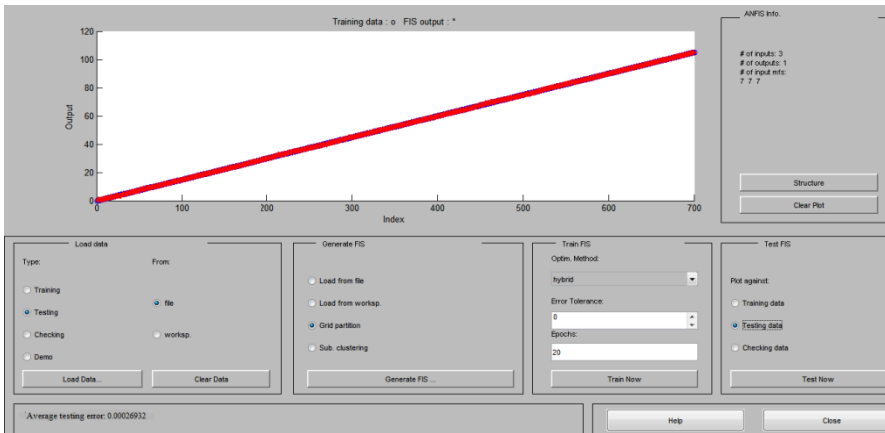 Training data : o FIS output : *
120
100
80
60
40
20
0
Output
0 100 200 300 400 500 600 700
Index
ANFIS Info.
# of inputs: 3
# of outputs: 1
# of input mfs:
7 7 7
Structure
Clear Plot
Load data
Type:
From:
Training
Testing
Checking
Demo
file
worksp.
Load Data...
Clear Data
Generate FIS
Load from file
Load from worksp.
Grid partition
Sub. clustering
Generate FIS ...
Train FIS
Optim. Method:
hybrid
Error Tolerance:
0
Epochs:
20
Train Now
Test FIS
Plot against:
Training data
Testing data
Checking data
Test Now
Average testing error: 0.00026932
Help
Close